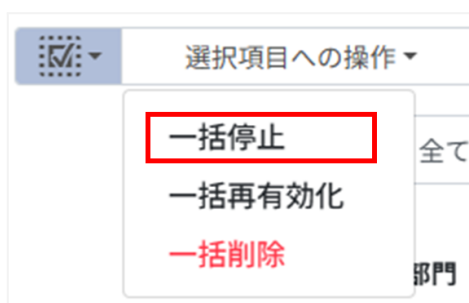 選択項目への操作
一括停止
全て
一括再有効化
一括削除
部門